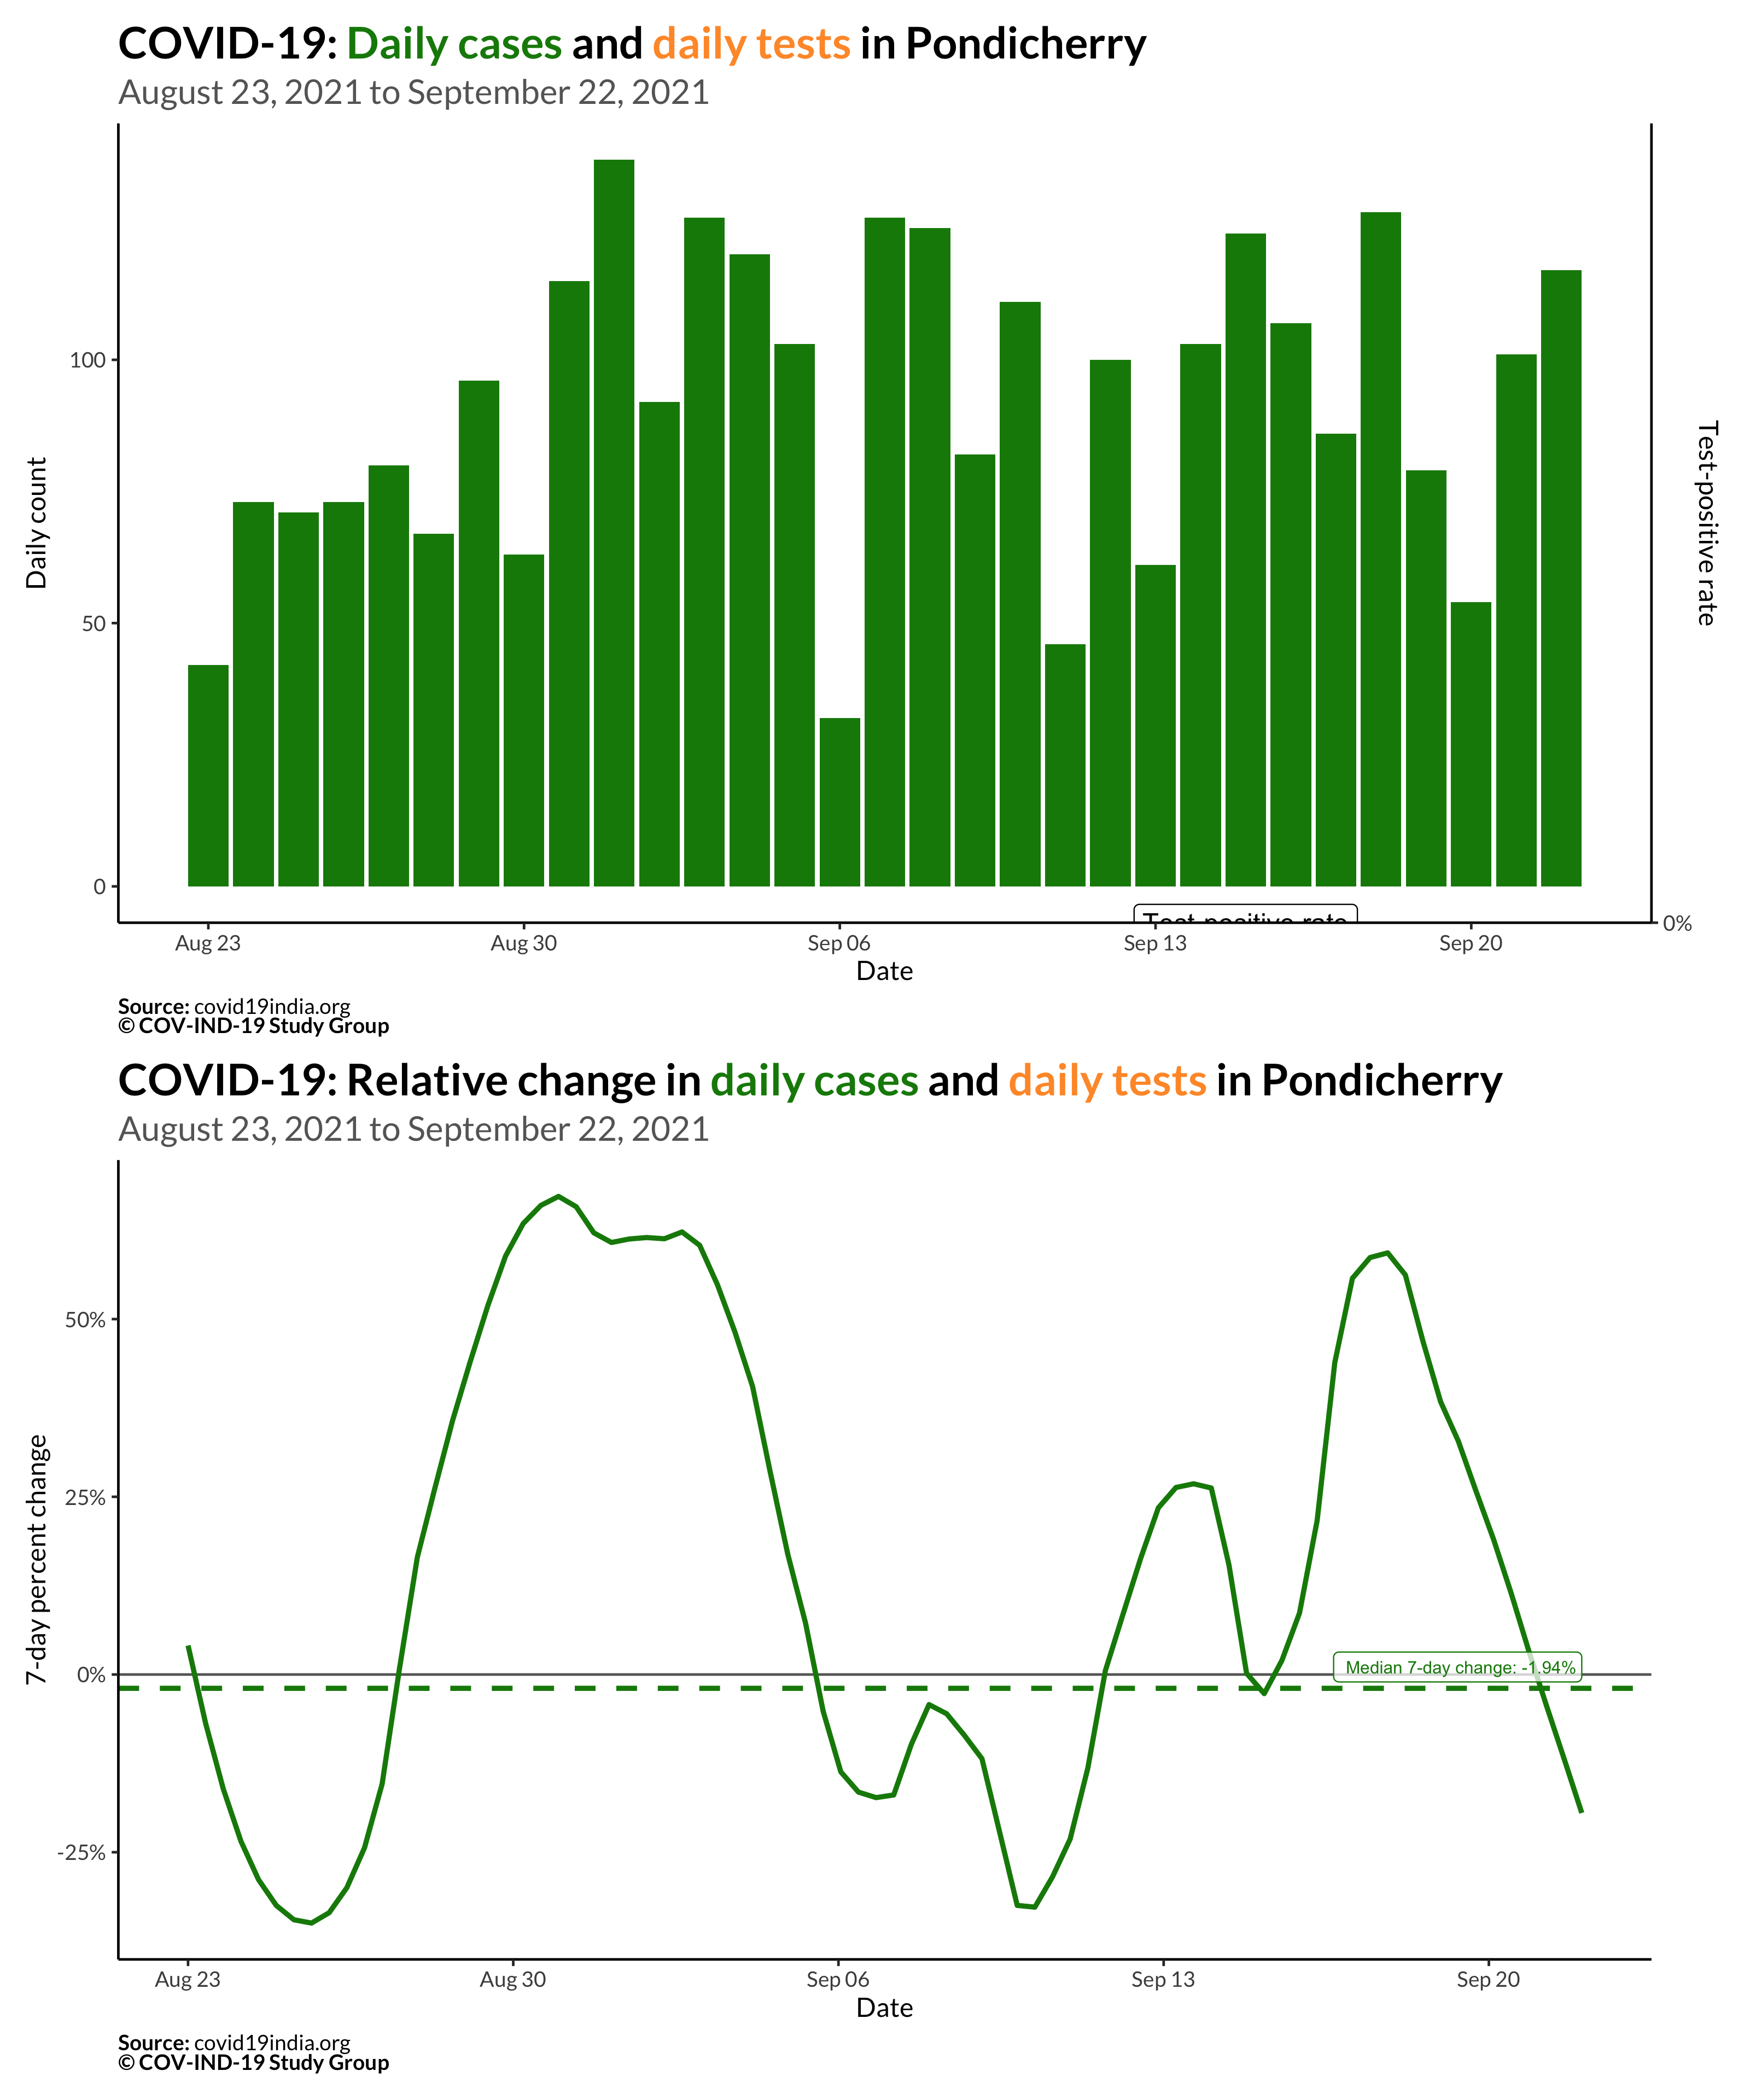 COVID-19: Daily cases and daily tests in Pondicherry
August 23, 2021 to September 22, 2021
Daily count
100
50
0
Test-positive rate
0%
Test-positive rate
Aug 23
Aug 30
Sep 06
Sep 13
Sep 20
Date
Source: covid19india.org
© COV-IND-19 Study Group
COVID-19: Relative change in daily cases and daily tests in Pondicherry
August 23, 2021 to September 22, 2021
7-day percent change
50%
25%
0%
-25%
Median 7-day change: -1.94%
Aug 23
Aug 30
Sep 06
Sep 13
Sep 20
Date
Source: covid19india.org
© COV-IND-19 Study Group